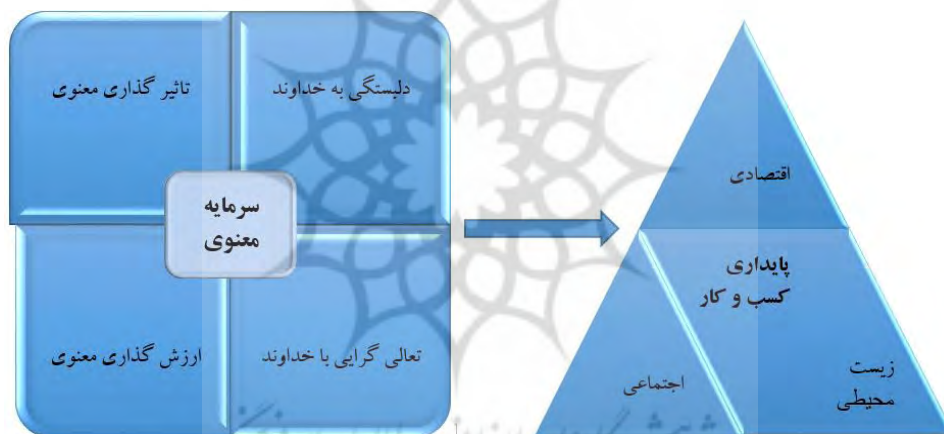 دلبستگی به خداوند
تاثیر گذاری معنوی
سرمایه
معنوی
تعالی گرایی با خداوند
ارزش گذاری معنوی
اقتصادی
پایداری
کسب و کار
زیست
محیطی
اجتماعی